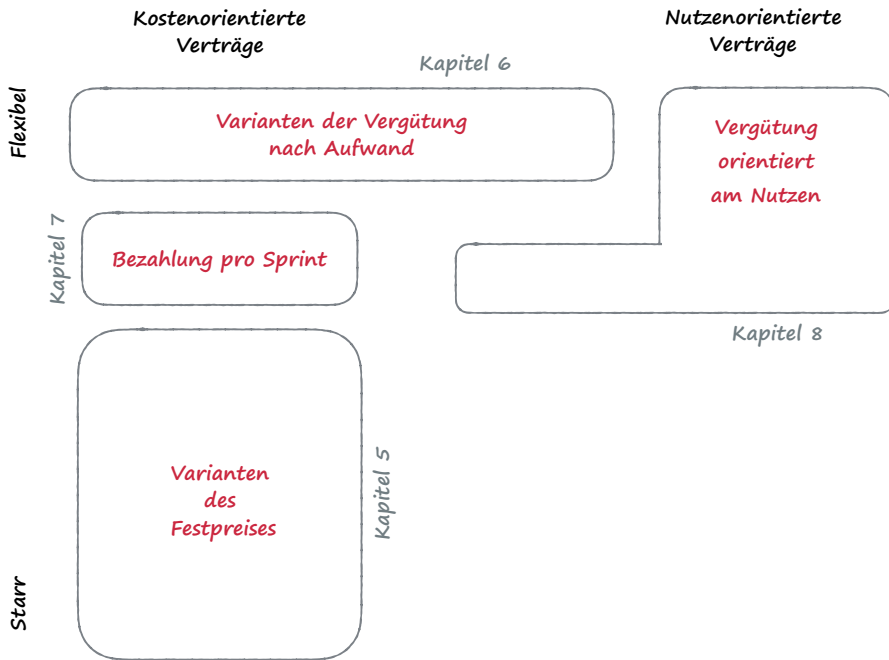 Kostenorientierte
Verträge
Nutzenorientierte
Verträge
Kapitel 6
Flexibel
Varianten der Vergütung
nach Aufwand
Vergütung
orientiert
am Nutzen
Kapitel 7
Bezahlung pro Sprint
Kapitel 8
Varianten
des
Festpreises
Kapitel 5
Starr